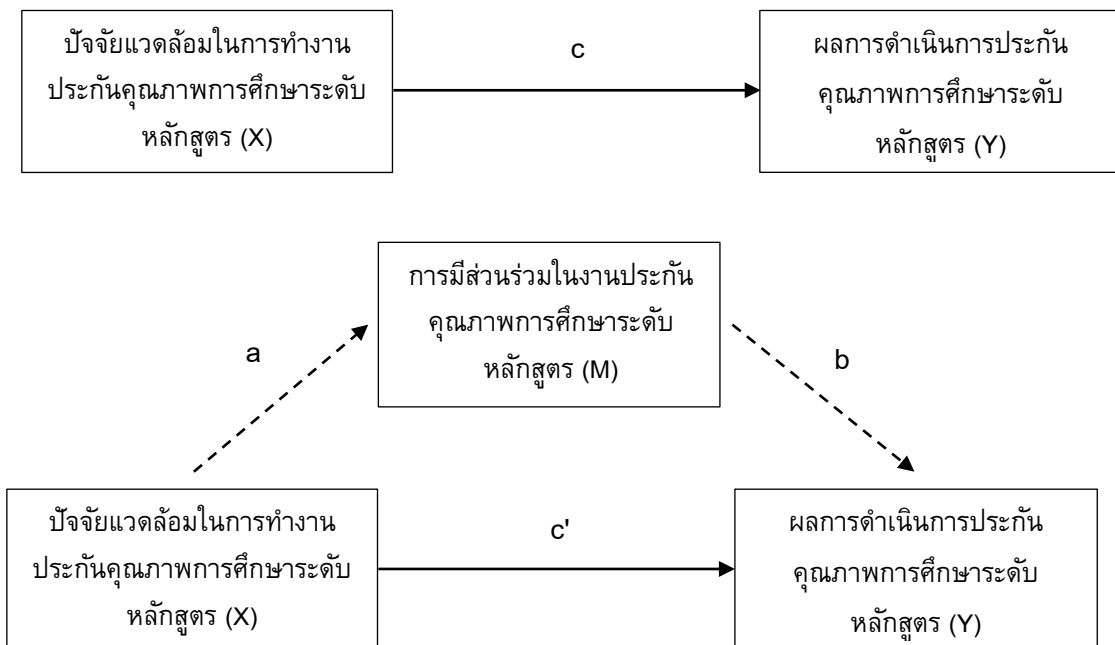 ปัจจัยแวดล้อมในการทำงาน
ประกันคุณภาพการศึกษาระดับ
หลักสูตร (X)
c
ผลการดำเนินการประกัน
คุณภาพการศึกษาระดับ
หลักสูตร (Y)
การมีส่วนร่วมในงานประกัน
คุณภาพการศึกษาระดับ
หลักสูตร (M)
a
b
ปัจจัยแวดล้อมในการทำงาน
ประกันคุณภาพการศึกษาระดับ
หลักสูตร (X)
c'
ผลการดำเนินการประกัน
คุณภาพการศึกษาระดับ
หลักสูตร (Y)